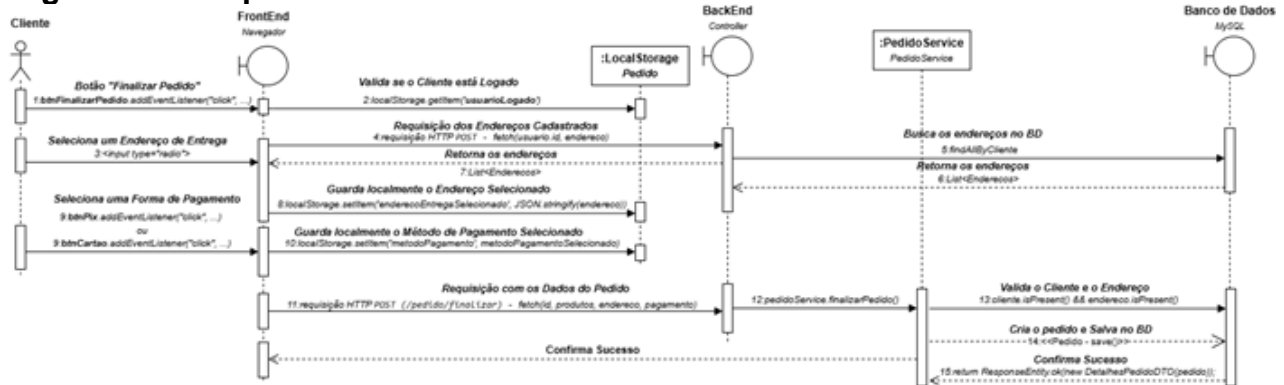 Cliente
FrontEnd
Navegador
:LocalStorage
Pedido
BackEnd
Controller
:PedidoService
PedidoService
Banco de Dados
MySQL
Botão "Finalizar Pedido"
1:btnFinalizarPedido.addEventListener("click", ...)
Valida se o Cliente está Logado
2:localStorage.getItem('usuarioLogado')
Seleciona um Endereço de Entrega
3:<input type="radio">
Requisição dos Endereços Cadastrados
4:requisição HTTP POST - fetch(usuario.id, endereco)
Busca os endereços no BD
5:findAllByCliente
Retorna os endereços
6:List<Enderecos>
Retorna os endereços
7:List<Enderecos>
Guarda localmente o Endereço Selecionado
8:localStorage.setItem('enderecoEntregaSelecionado', JSON.stringify(endereco))
Seleciona uma Forma de Pagamento
9:btnPix.addEventListener("click", ...)
ou
9:btnCartao.addEventListener("click", ...)
Guarda localmente o Método de Pagamento Selecionado
10:localStorage.setItem('metodoPagamento', metodoPagamentoSelecionado)
Requisição com os Dados do Pedido
11:requisição HTTP POST (/pedido/finalizar) - fetch(id, produtos, endereco, pagamento)
12:pedidoService.finalizarPedido()
Valida o Cliente e o Endereço
13:cliente.isPresent() && endereco.isPresent()
Cria o pedido e Salva no BD
14:<<Pedido - save()>>
Confirma Sucesso
15:return ResponseEntity.ok(new DetalhesPedidoDTO(pedido));
Confirma Sucesso